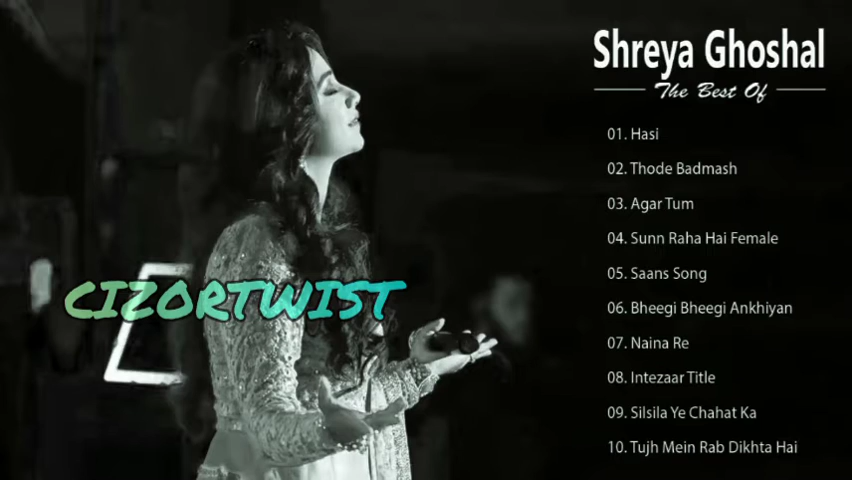 Shreya Ghoshal
The Best Of
01. Hasi
02. Thode Badmash
03. Agar Tum
04. Sunn Raha Hai Female
05. Saans Song
06. Bheegi Bheegi Ankhiyan
07. Naina Re
08. Intezaar Title
09. Silsila Ye Chahat Ka
10. Tujh Mein Rab Dikhta Hai
CIZORTWIST